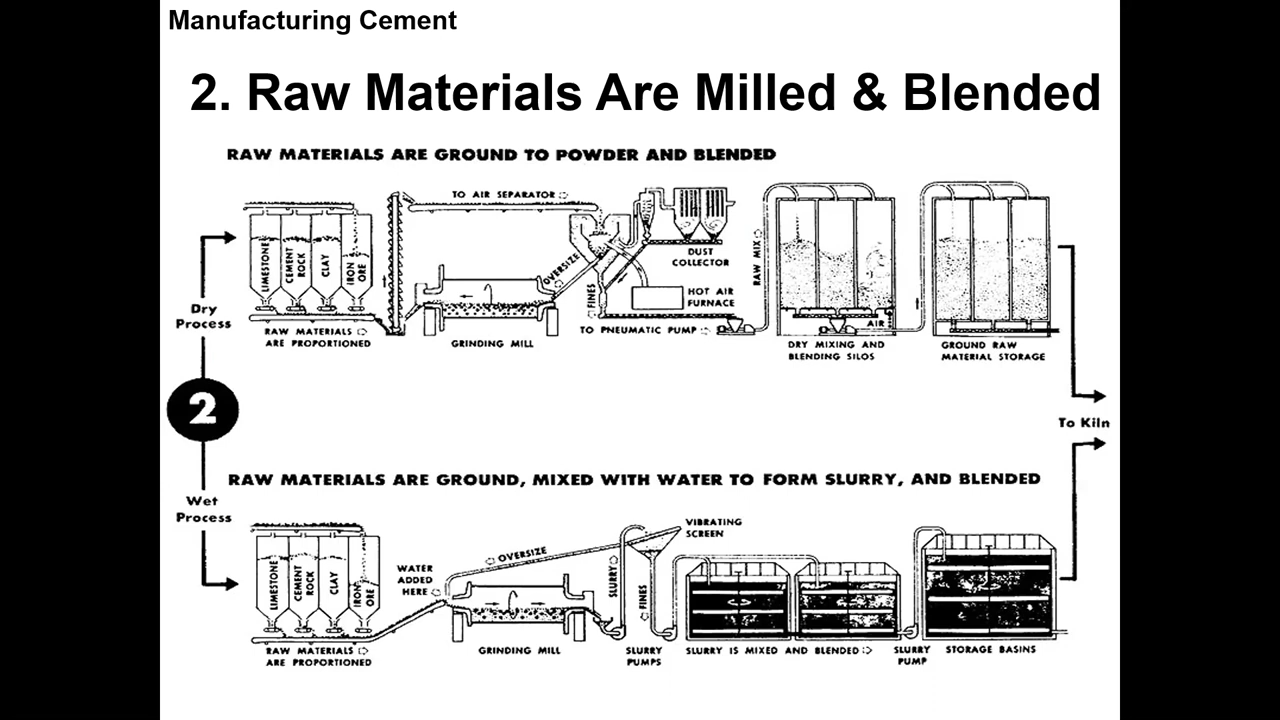 Manufacturing Cement
2. Raw Materials Are Milled & Blended
RAW MATERIALS ARE GROUND TO POWDER AND BLENDED
Dry
Process
LIMESTONE
CEMENT
ROCK
CLAY
IRON
ORE
RAW MATERIALS
ARE PROPORTIONED
TO AIR SEPARATOR
GRINDING MILL
OVERSIZE
FINES
DUST
COLLECTOR
HOT AIR
FURNACE
TO PNEUMATIC PUMP
RAW MIX
AIR
DRY MIXING AND
BLENDING SILOS
GROUND RAW
MATERIAL STORAGE
2
To Kiln
RAW MATERIALS ARE GROUND, MIXED WITH WATER TO FORM SLURRY, AND BLENDED
Wet
Process
LIMESTONE
CEMENT
ROCK
CLAY
IRON
ORE
RAW MATERIALS
ARE PROPORTIONED
WATER
ADDED
HERE
OVERSIZE
GRINDING MILL
SLURRY
VIBRATING
SCREEN
FINES
SLURRY
PUMPS
SLURRY IS MIXED AND BLENDED
SLURRY
PUMP
STORAGE BASINS